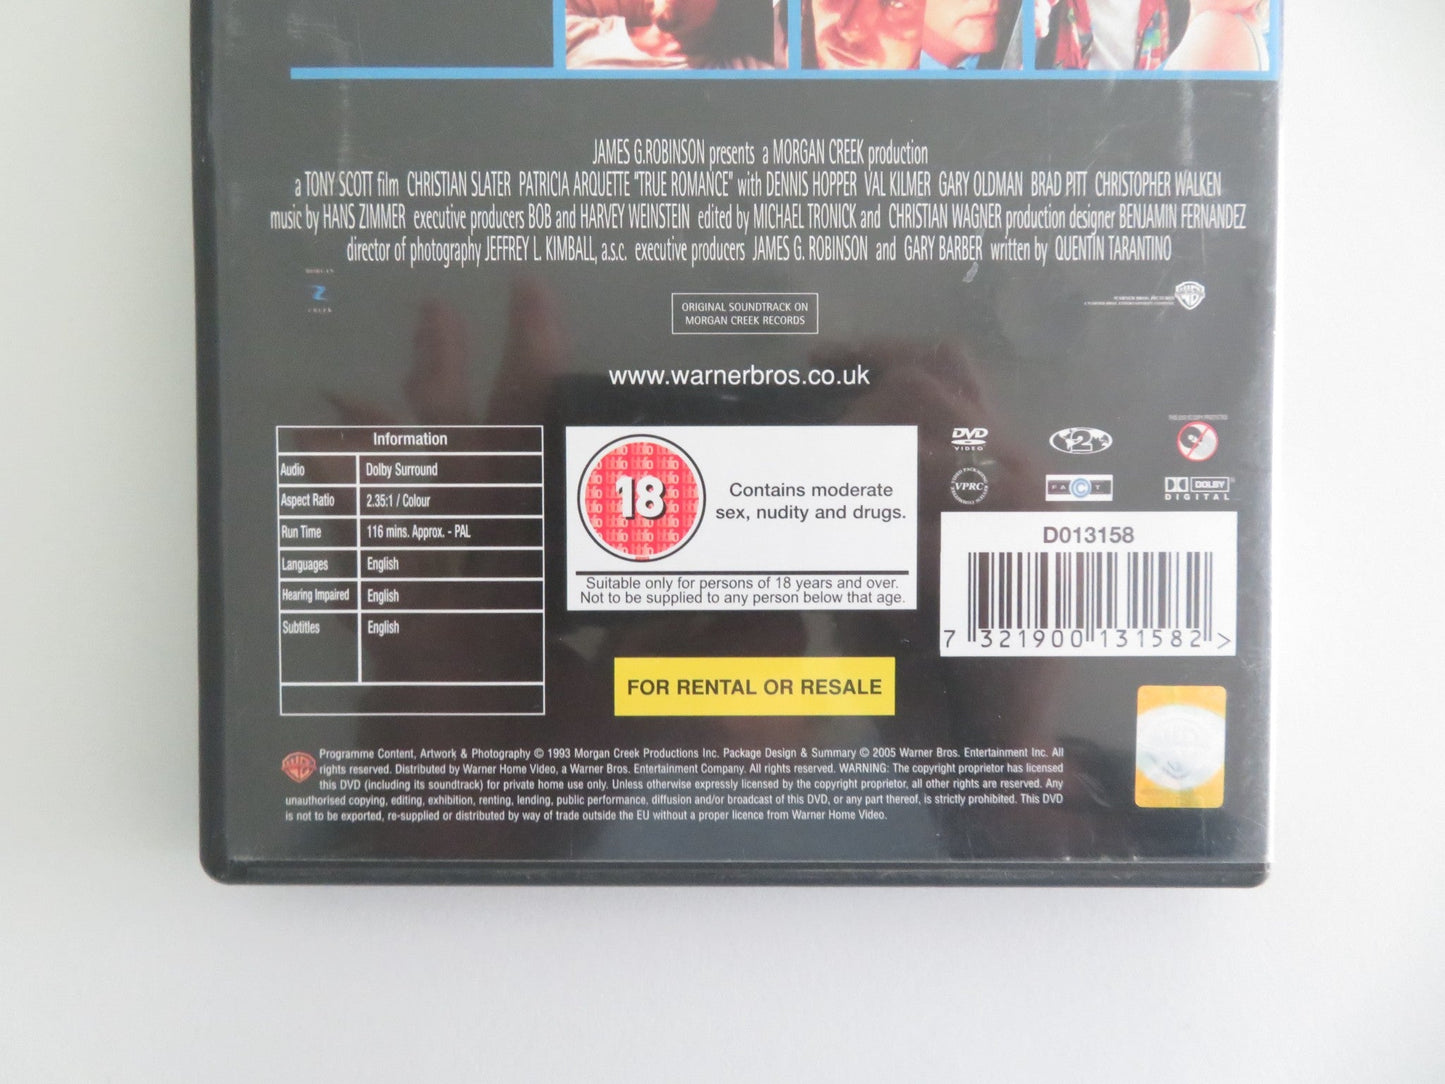 JAMES G.ROBINSON presents a MORGAN CREEK production
a TONY SCOTT film CHRISTIAN SLATER PATRICIA ARQUETTE "TRUE ROMANCE" with DENNIS HOPPER VAL KILMER GARY OLDMAN BRAD PITT CHRISTOPHER WALKEN
music by HANS ZIMMER executive producers BOB and HARVEY WEINSTEIN edited by MICHAEL TRONICK and CHRISTIAN WAGNER production designer BENJAMIN FERNANDEZ
director of photography JEFFREY L. KIMBALL, a.s.c. executive producers JAMES G. ROBINSON and GARY BARBER written by QUENTIN TARANTINO
MORGAN
CREEK
ORIGINAL SOUNDTRACK ON
MORGAN CREEK RECORDS
WARNER BROS. PICTURES
www.warnerbros.co.uk
Information
Audio Dolby Surround
Aspect Ratio 2.35:1 / Colour
Run Time 116 mins. Approx. - PAL
Languages English
Hearing Impaired English
Subtitles English
18
Contains moderate
sex, nudity and drugs.
Suitable only for persons of 18 years and over.
Not to be supplied to any person below that age.
DVD
VIDEO
2
VPRC
FACT
DOLBY
DIGITAL
D013158
7 321900 131582 >
FOR RENTAL OR RESALE
Programme Content, Artwork & Photography © 1993 Morgan Creek Productions Inc. Package Design & Summary © 2005 Warner Bros. Entertainment Inc. All
rights reserved. Distributed by Warner Home Video, a Warner Bros. Entertainment Company. All rights reserved. WARNING: The copyright proprietor has licensed
this DVD (including its soundtrack) for private home use only. Unless otherwise expressly licensed by the copyright proprietor, all other rights are reserved. Any
unauthorised copying, editing, exhibition, renting, lending, public performance, diffusion and/or broadcast of this DVD, or any part thereof, is strictly prohibited. This DVD
is not to be exported, re-supplied or distributed by way of trade outside the EU without a proper licence from Warner Home Video.